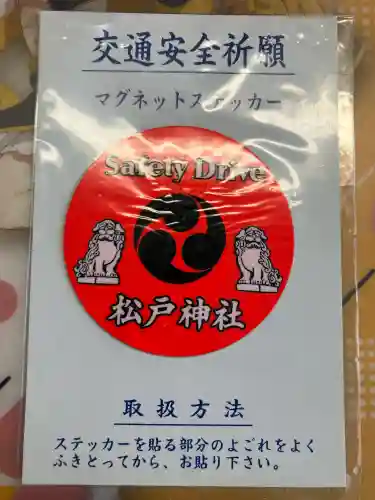 交通安全祈願
マグネットステッカー
Safety Drive
松戸神社
取扱方法
ステッカーを貼る部分のよごれをよく
ふきとってから、お貼り下さい。